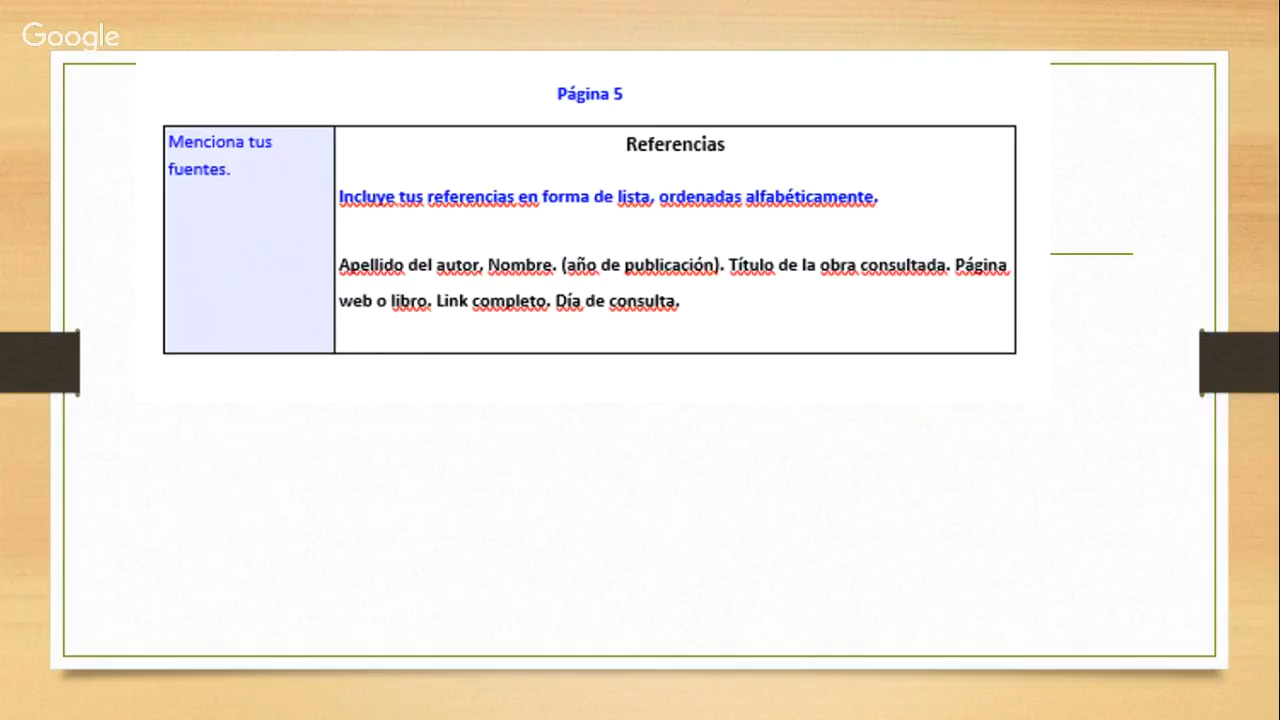 Google
Página 5
Menciona tus
fuentes.
Referencias
Incluye tus referencias en forma de lista, ordenadas alfabéticamente.
Apellido del autor, Nombre. (año de publicación). Título de la obra consultada. Página
web o libro. Link completo. Día de consulta.